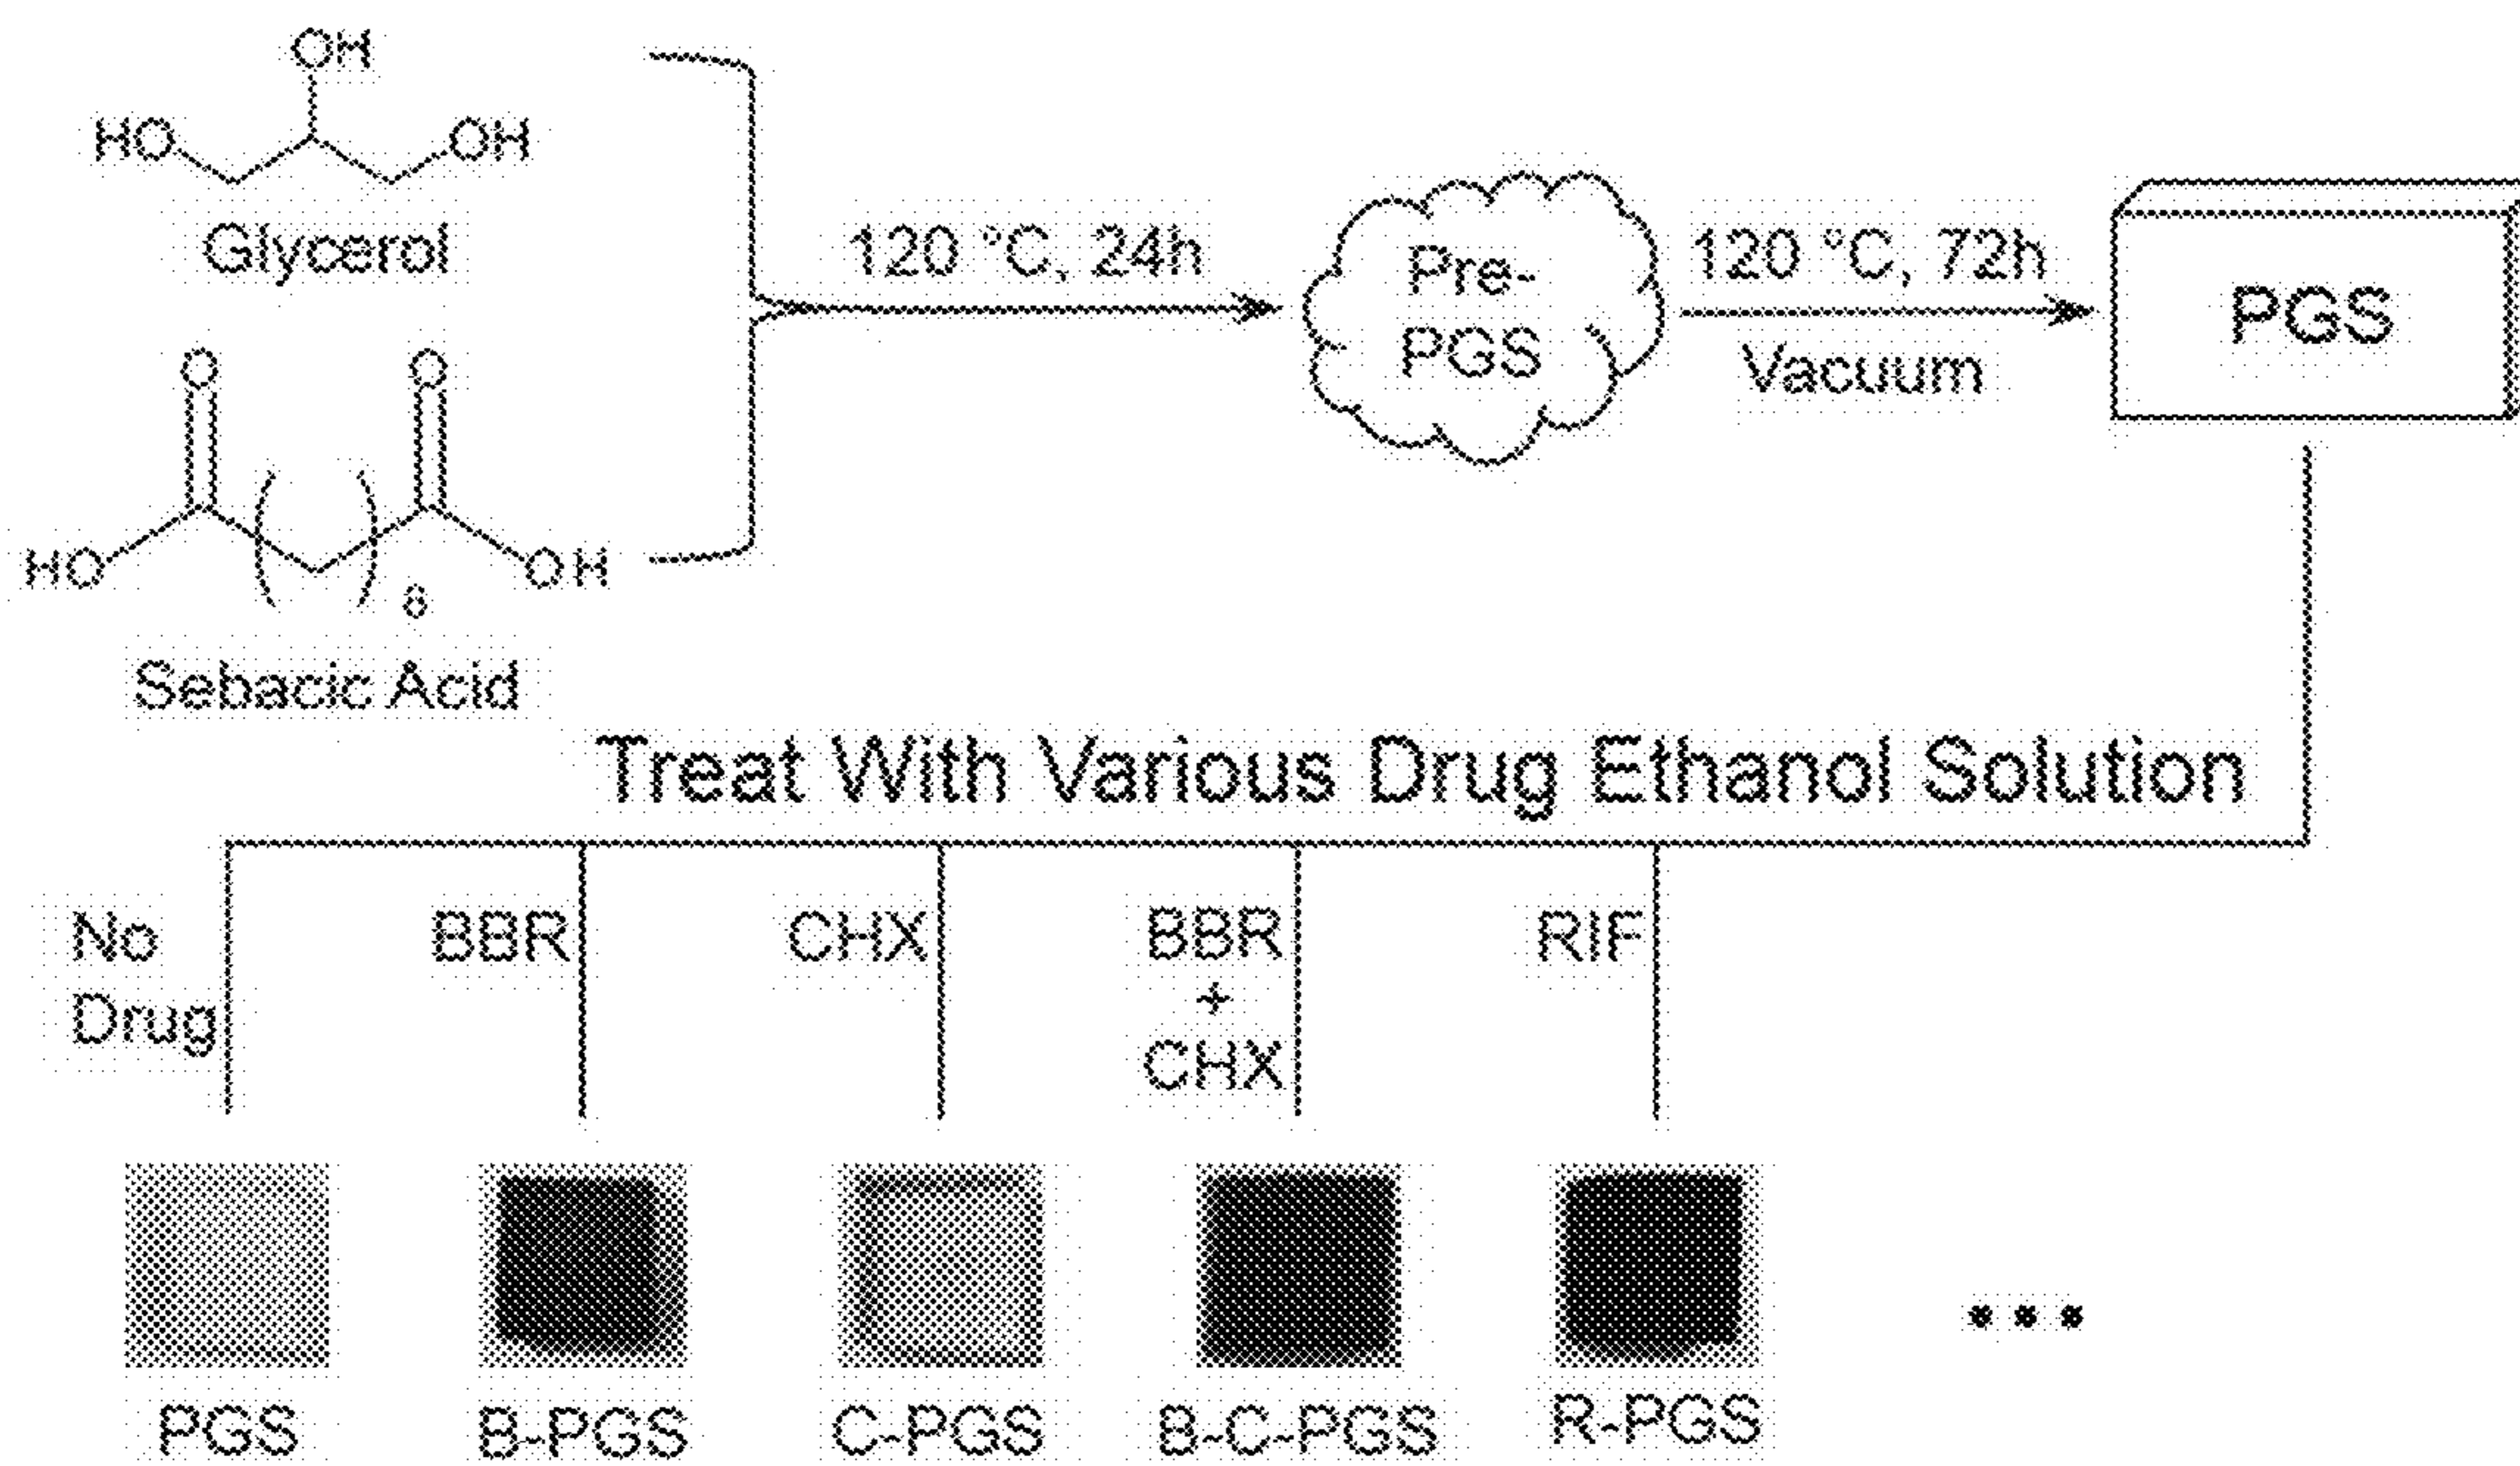 OH
HO
OH
Glycerol
O
O
HO
OH
8
Sebacic Acid
120 °C, 24h
Pre-
PGS
120 °C, 72h
Vacuum
PGS
Treat With Various Drug Ethanol Solution
No
Drug
BBR
CHX
BBR
+
CHX
RIF
PGS
B-PGS
C-PGS
B-C-PGS
R-PGS
...